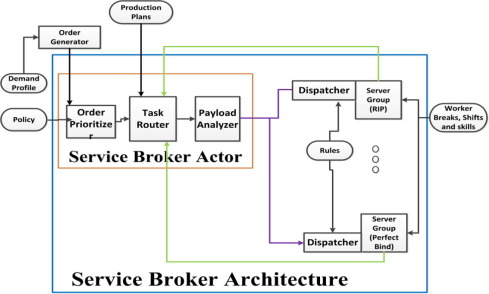 Production
Plans
Order
Generator
Demand
Profile
Policy
Order
Prioritize
r
Task
Router
Payload
Analyzer
Service Broker Actor
Dispatcher
Server
Group
(RIP)
Rules
Worker
Breaks, Shifts
and skills
Dispatcher
Server
Group
(Perfect
Bind)
Service Broker Architecture